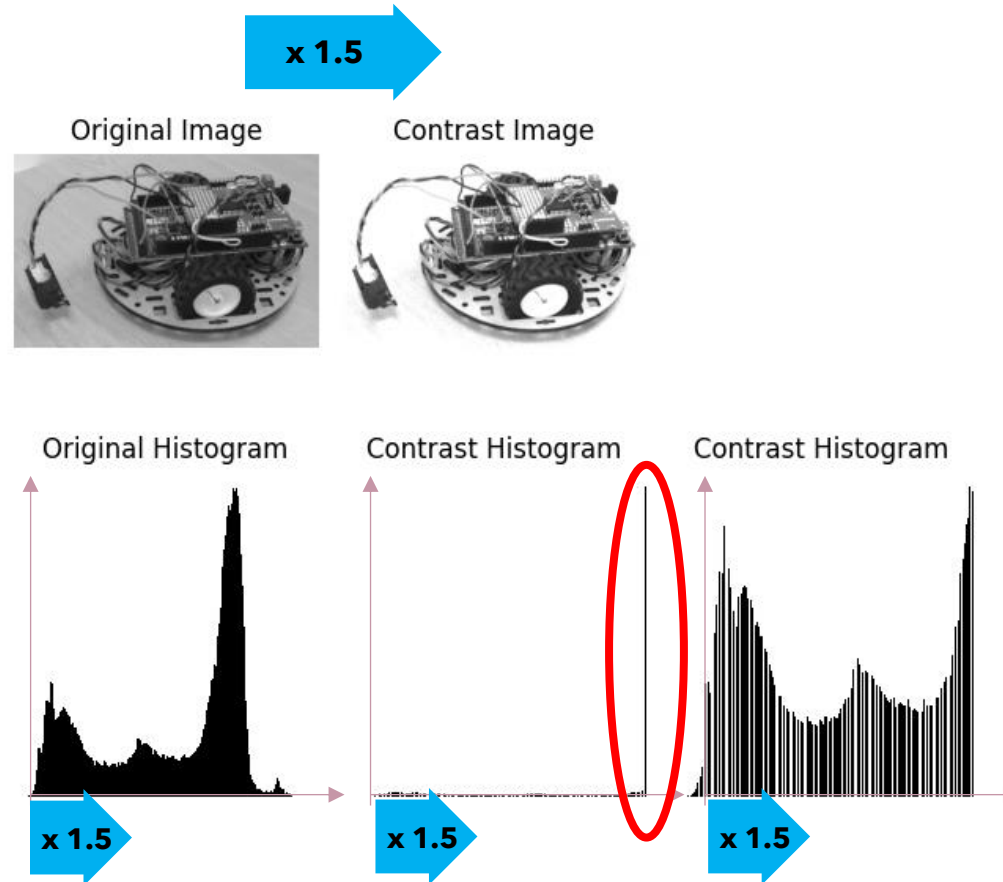 x 1.5
Original Image
Contrast Image
Original Histogram
Contrast Histogram
Contrast Histogram
x 1.5
x 1.5
x 1.5